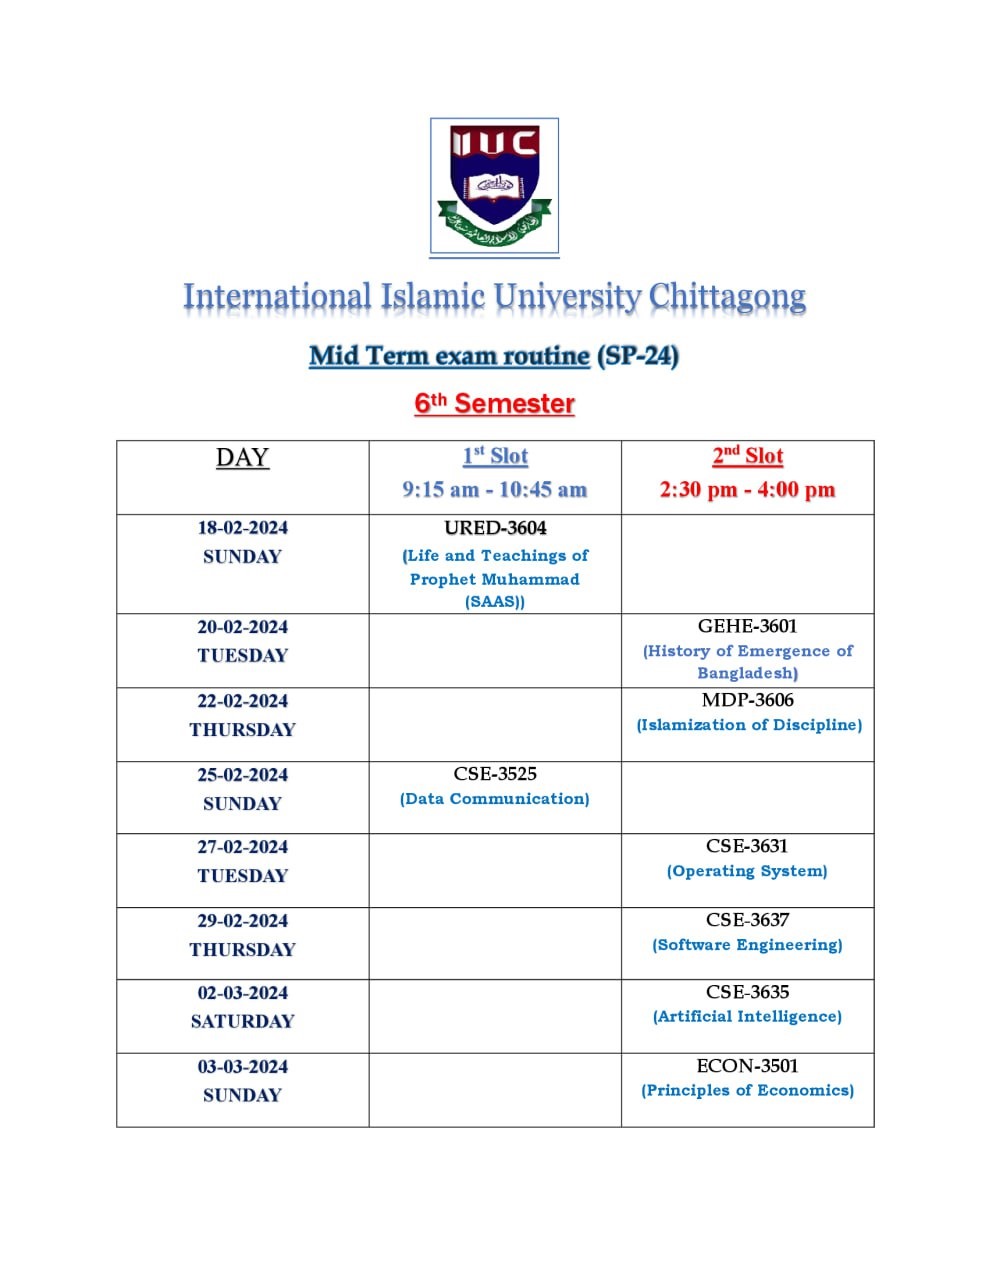 IIUC
International Islamic University Chittagong
Mid Term exam routine (SP-24)
6th Semester
DAY
1st Slot
9:15 am - 10:45 am
2nd Slot
2:30 pm - 4:00 pm
18-02-2024
SUNDAY
URED-3604
(Life and Teachings of
Prophet Muhammad
(SAAS))
20-02-2024
TUESDAY
GEHE-3601
(History of Emergence of
Bangladesh)
22-02-2024
THURSDAY
MDP-3606
(Islamization of Discipline)
25-02-2024
SUNDAY
CSE-3525
(Data Communication)
27-02-2024
TUESDAY
CSE-3631
(Operating System)
29-02-2024
THURSDAY
CSE-3637
(Software Engineering)
02-03-2024
SATURDAY
CSE-3635
(Artificial Intelligence)
03-03-2024
SUNDAY
ECON-3501
(Principles of Economics)